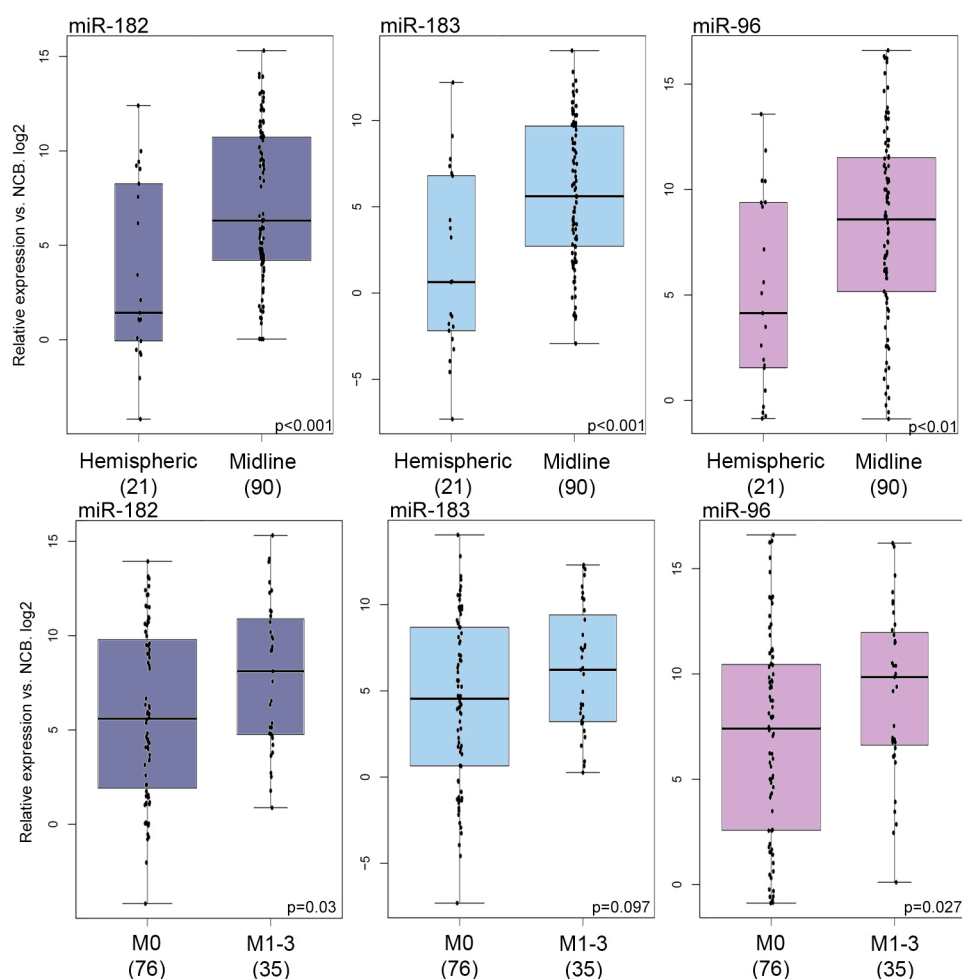 miR-182
miR-183
miR-96
Relative expression vs. NCB. log2
15
10
5
0
10
5
0
−5
15
10
5
0
p<0.001
p<0.001
p<0.01
Hemispheric
(21)
Midline
(90)
Hemispheric
(21)
Midline
(90)
Hemispheric
(21)
Midline
(90)
miR-182
miR-183
miR-96
Relative expression vs. NCB. log2
15
10
5
0
10
5
0
−5
15
10
5
0
p=0.03
p=0.097
p=0.027
M0
(76)
M1-3
(35)
M0
(76)
M1-3
(35)
M0
(76)
M1-3
(35)